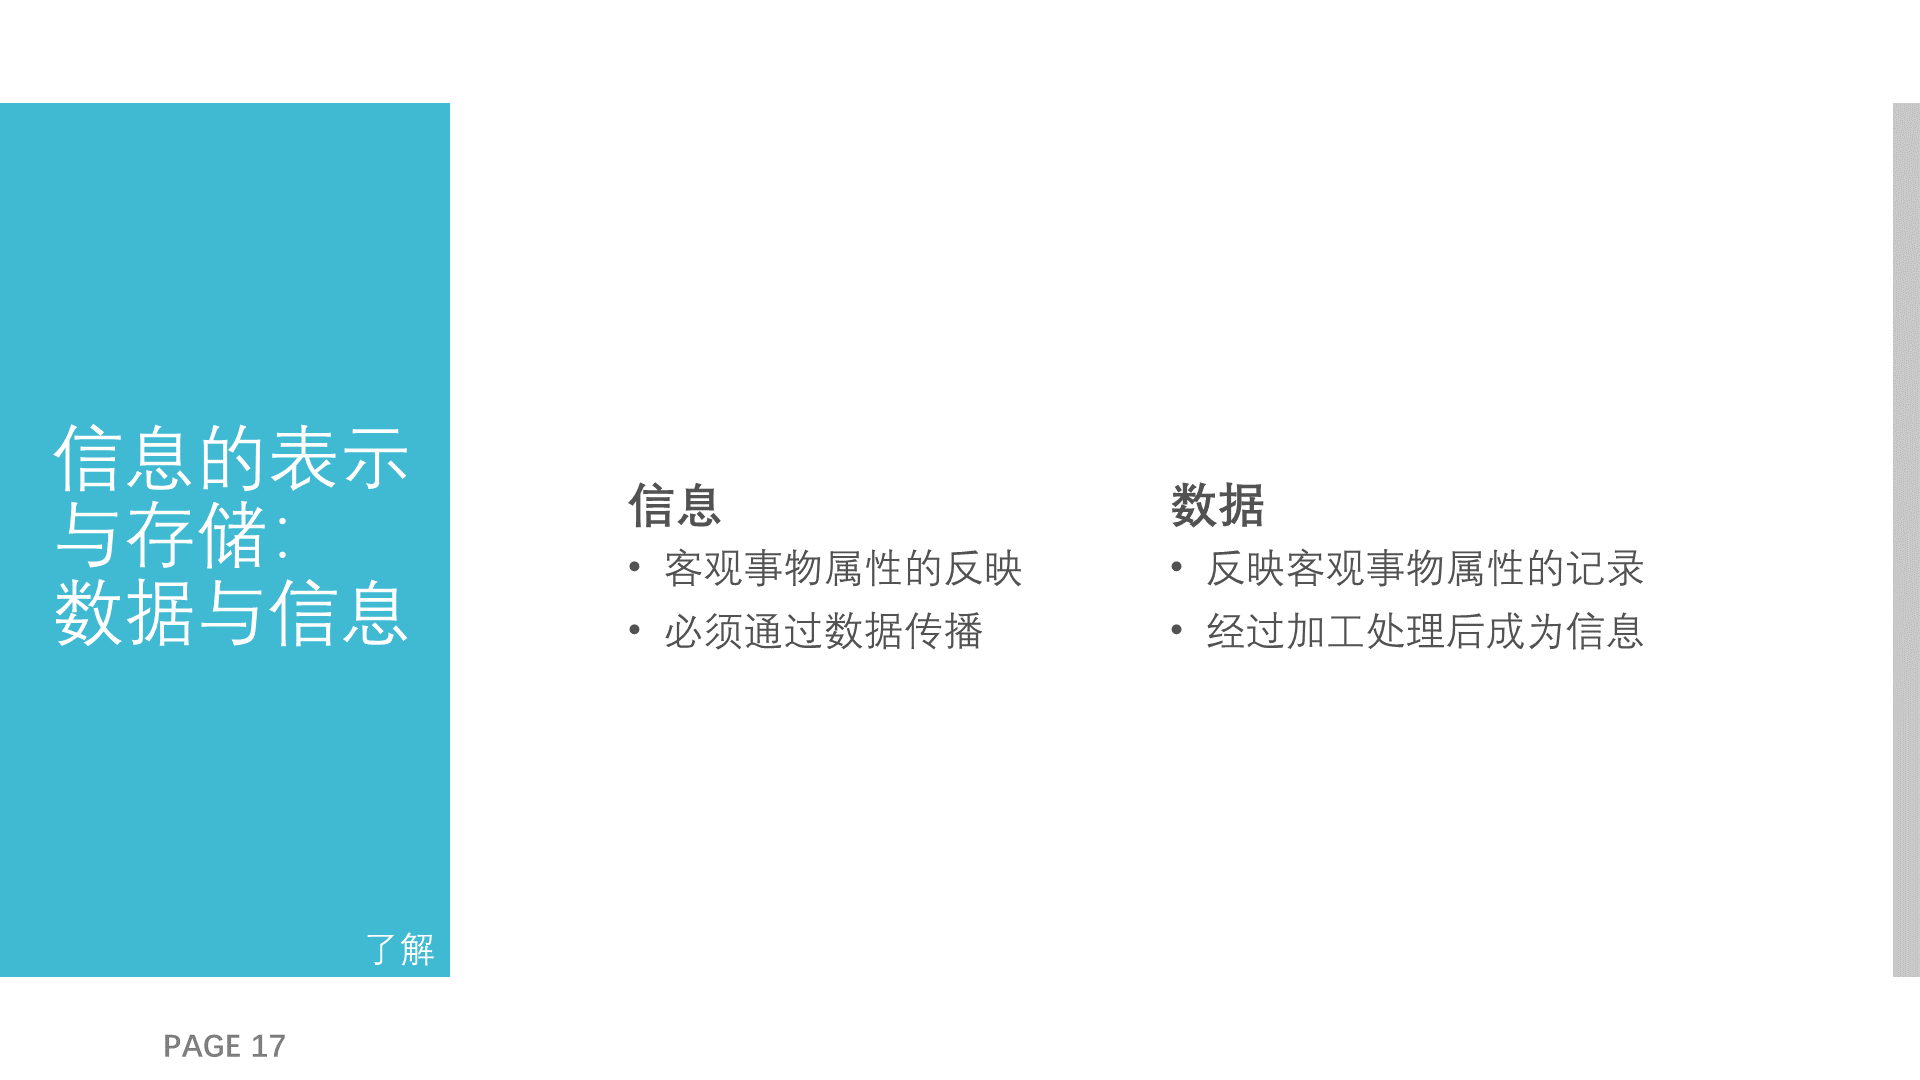 信息的表示
与存储：
数据与信息
了解
信息
• 客观事物属性的反映
• 必须通过数据传播
数据
• 反映客观事物属性的记录
• 经过加工处理后成为信息
PAGE 17